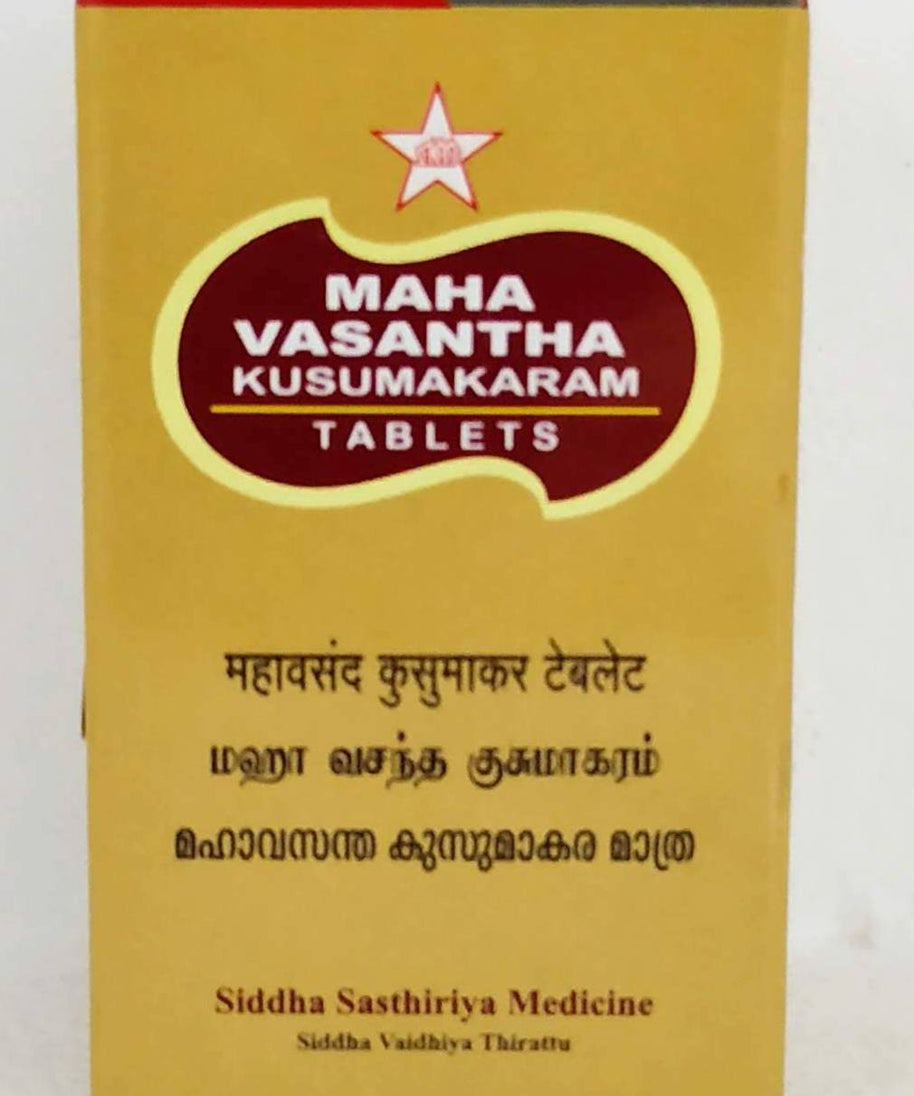 MAHA
VASANTHA
KUSUMAKARAM
TABLETS
महावसंद कुसुमाकर टेबलेट
மஹா வசந்த குசுமாகரம்
മഹാവസന്ത കുസുമാകര മാത്ര
Siddha Sasthiriya Medicine
Siddha Vaidhiya Thirattu